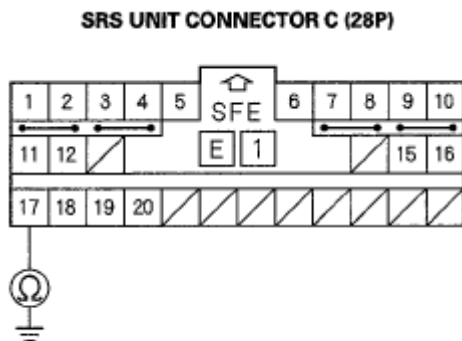 SRS UNIT CONNECTOR C (28P)
1 2 3 4 5 SFE 6 7 8 9 10
11 12 E 1 15 16
17 18 19 20
Ω